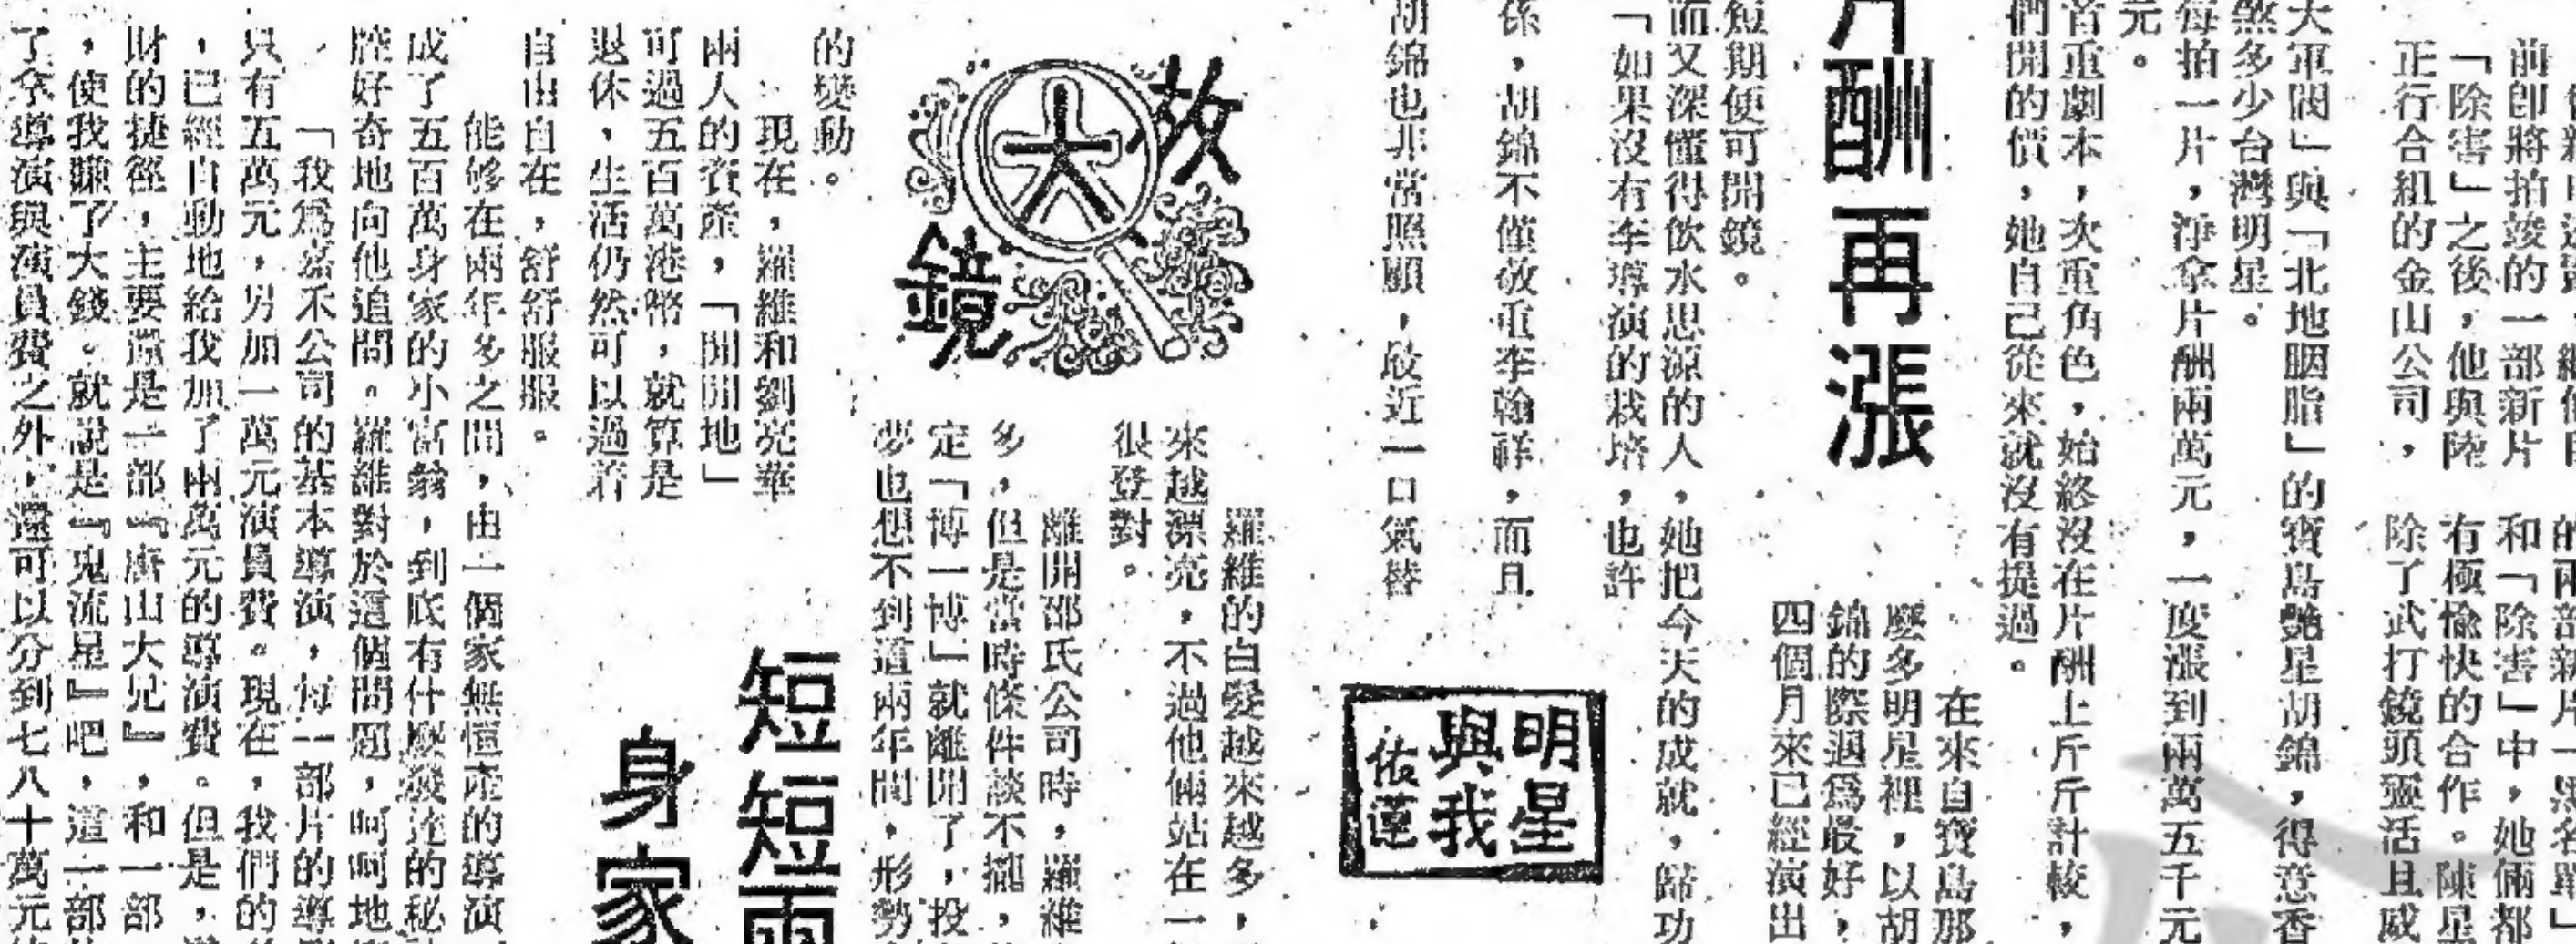 前卽將拍竣的一部新片
「除害」之後，他與陸
正行合組的金山公司，
的兩部新片一黑名單」
和「除害」中，她倆都
有極愉快的合作。陳星
除了武打鏡頭靈活且威
大軍閥」與「北地胭脂」的寶島艷星胡錦，得意香
煞多少台灣明星。
每拍一片，淨拿片酬兩萬元，一度漲到兩萬五千元
元。
首重劇本，次重角色，始終沒在片酬上斤斤計較，
們開的價，她自己從來就沒有提過。
片酬再漲
在來自寶島那
麼多明星裡，以胡
錦的際遇爲最好，
四個月來已經演出
短期便可開鏡。
而又深懂得飲水思源的人，她把今天的成就，歸功
「如果沒有李導演的栽培，也許
係，胡錦不僅敬重李翰祥，而且
胡錦也非常照顧，最近一口氣替
明星
與我
依蓮
放大鏡
羅維的白髮越來越多，
來越漂亮，不過他倆站在一
很登對。
離開邵氏公司時，羅維
多，但是當時條件談不攏，
定「博一博」就離開了，投
夢也想不到這兩年間，形勢
的變動。
現在，羅維和劉亮華
兩人的資產，「閒閒地」
可過五百萬港幣，就算是
退休，生活仍然可以過着
自由自在，舒舒服服。
短短兩
身家
能够在兩年多之間，由一個家無恒產的導演
成了五百萬身家的小富翁，到底有什麼發達的秘
腔好奇地向他追問。羅維對於這個問題，呵呵地
「我爲嘉禾公司的基本導演，每一部片的導
只有五萬元，另加一萬元演員費。現在，我們的
，已經自動地給我加了兩萬元的導演費。但是，
財的捷徑，主要還是一部『唐山大兄』，和一部
，使我賺了大錢。就說是『鬼流星』吧，這一部
了拿導演與演員費之外，還可以分到七八十萬元